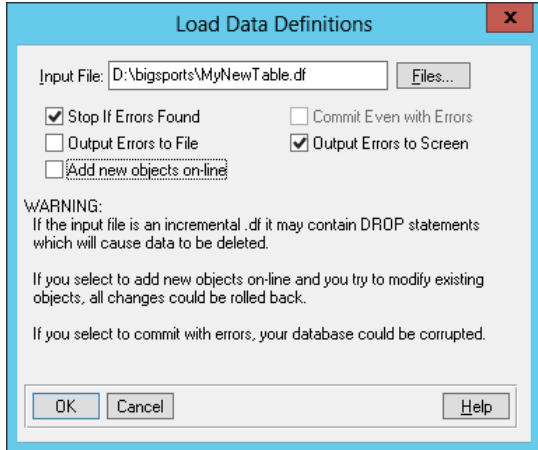 Load Data Definitions
x
Input File: D:\bigsports\MyNewTable.df Files...
Stop If Errors Found Commit Even with Errors
Output Errors to File Output Errors to Screen
Add new objects on-line
WARNING:
If the input file is an incremental .df it may contain DROP statements
which will cause data to be deleted.
If you select to add new objects on-line and you try to modify existing
objects, all changes could be rolled back.
If you select to commit with errors, your database could be corrupted.
OK Cancel Help